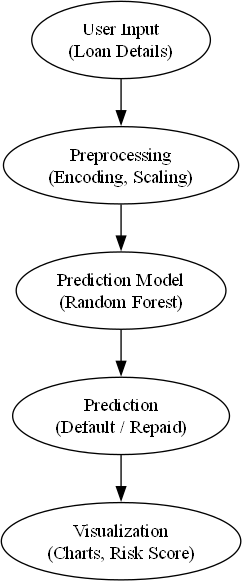 User Input
(Loan Details)
Preprocessing
(Encoding, Scaling)
Prediction Model
(Random Forest)
Prediction
(Default / Repaid)
Visualization
(Charts, Risk Score)